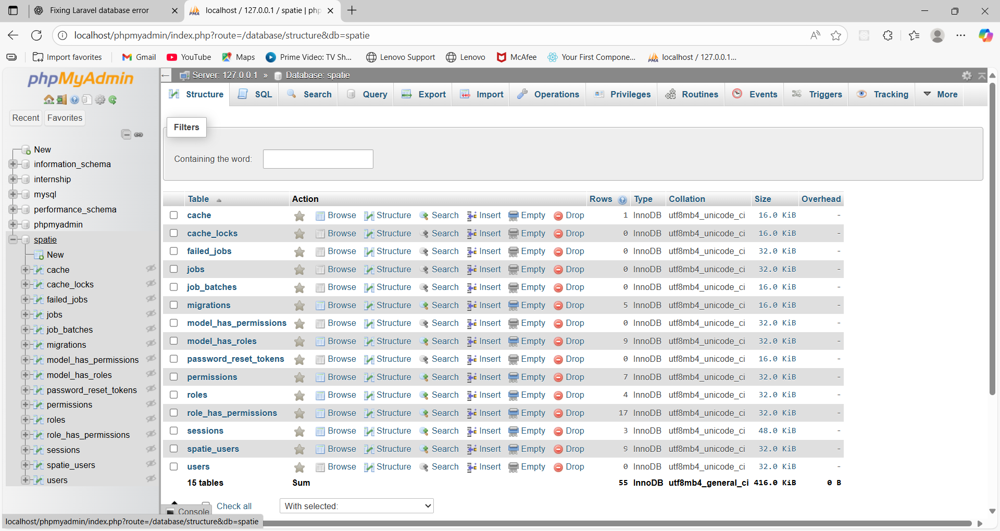 Fixing Laravel database error
localhost / 127.0.0.1 / spatie | php
localhost/phpmyadmin/index.php?route=/database/structure&db=spatie
Import favorites
Gmail
YouTube
Maps
Prime Video: TV Sh...
Lenovo Support
Lenovo
McAfee
Your First Compone...
localhost / 127.0.0.1...
phpMyAdmin
Recent
Favorites
New
information_schema
internship
mysql
performance_schema
phpmyadmin
spatie
New
cache
cache_locks
failed_jobs
jobs
job_batches
migrations
model_has_permissions
model_has_roles
password_reset_tokens
permissions
roles
role_has_permissions
sessions
spatie_users
users
Server: 127.0.0.1 » Database: spatie
Structure SQL Search Query Export Import Operations Privileges Routines Events Triggers Tracking More
Filters
Containing the word:
Table Action Rows Type Collation Size Overhead
cache Browse Structure Search Insert Empty Drop 1 InnoDB utf8mb4_unicode_ci 16.0 KiB -
cache_locks Browse Structure Search Insert Empty Drop 0 InnoDB utf8mb4_unicode_ci 16.0 KiB -
failed_jobs Browse Structure Search Insert Empty Drop 0 InnoDB utf8mb4_unicode_ci 32.0 KiB -
jobs Browse Structure Search Insert Empty Drop 0 InnoDB utf8mb4_unicode_ci 32.0 KiB -
job_batches Browse Structure Search Insert Empty Drop 0 InnoDB utf8mb4_unicode_ci 16.0 KiB -
migrations Browse Structure Search Insert Empty Drop 5 InnoDB utf8mb4_unicode_ci 16.0 KiB -
model_has_permissions Browse Structure Search Insert Empty Drop 0 InnoDB utf8mb4_unicode_ci 32.0 KiB -
model_has_roles Browse Structure Search Insert Empty Drop 9 InnoDB utf8mb4_unicode_ci 32.0 KiB -
password_reset_tokens Browse Structure Search Insert Empty Drop 0 InnoDB utf8mb4_unicode_ci 16.0 KiB -
permissions Browse Structure Search Insert Empty Drop 7 InnoDB utf8mb4_unicode_ci 32.0 KiB -
roles Browse Structure Search Insert Empty Drop 4 InnoDB utf8mb4_unicode_ci 32.0 KiB -
role_has_permissions Browse Structure Search Insert Empty Drop 17 InnoDB utf8mb4_unicode_ci 32.0 KiB -
sessions Browse Structure Search Insert Empty Drop 3 InnoDB utf8mb4_unicode_ci 48.0 KiB -
spatie_users Browse Structure Search Insert Empty Drop 9 InnoDB utf8mb4_unicode_ci 32.0 KiB -
users Browse Structure Search Insert Empty Drop 0 InnoDB utf8mb4_unicode_ci 32.0 KiB -
15 tables Sum 55 InnoDB utf8mb4_general_ci 416.0 KiB 0 B
Check all With selected:
Console
localhost/phpmyadmin/index.php?route=/database/structure&db=spatie